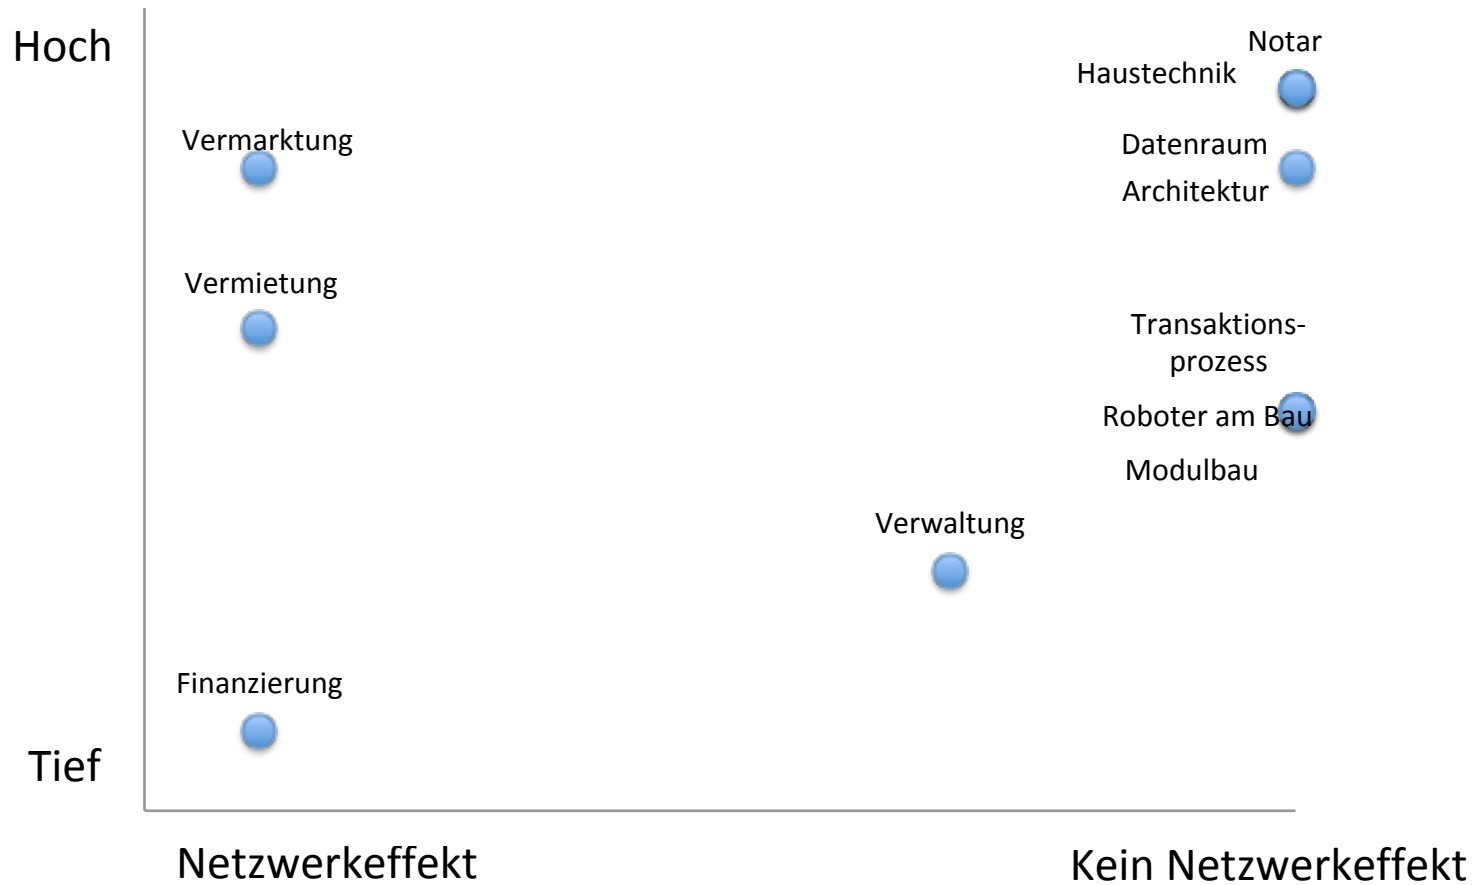 Hoch
Notar
Haustechnik
Vermarktung
Datenraum
Architektur
Vermietung
Transaktions-
prozess
Roboter am Bau
Modulbau
Verwaltung
Finanzierung
Tief
Netzwerkeffekt
Kein Netzwerkeffekt